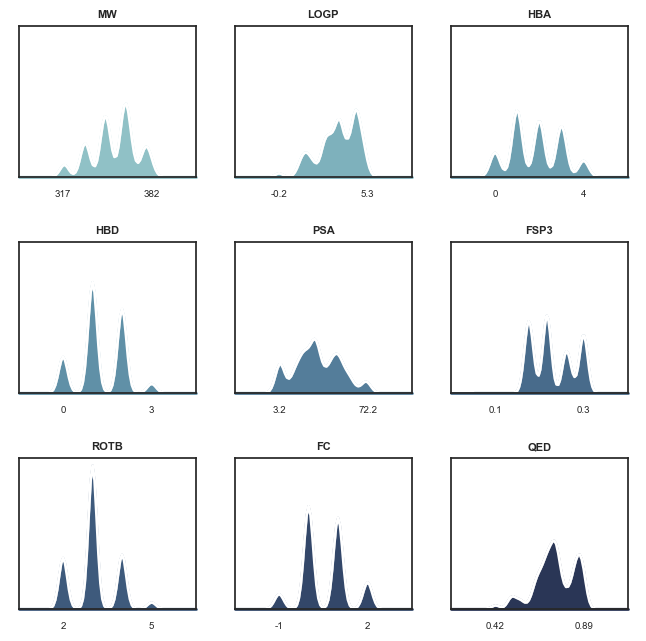 MW LOGP HBA
317 382 -0.2 5.3 0 4
HBD PSA FSP3
0 3 3.2 72.2 0.1 0.3
ROTB FC QED
2 5 -1 2 0.42 0.89